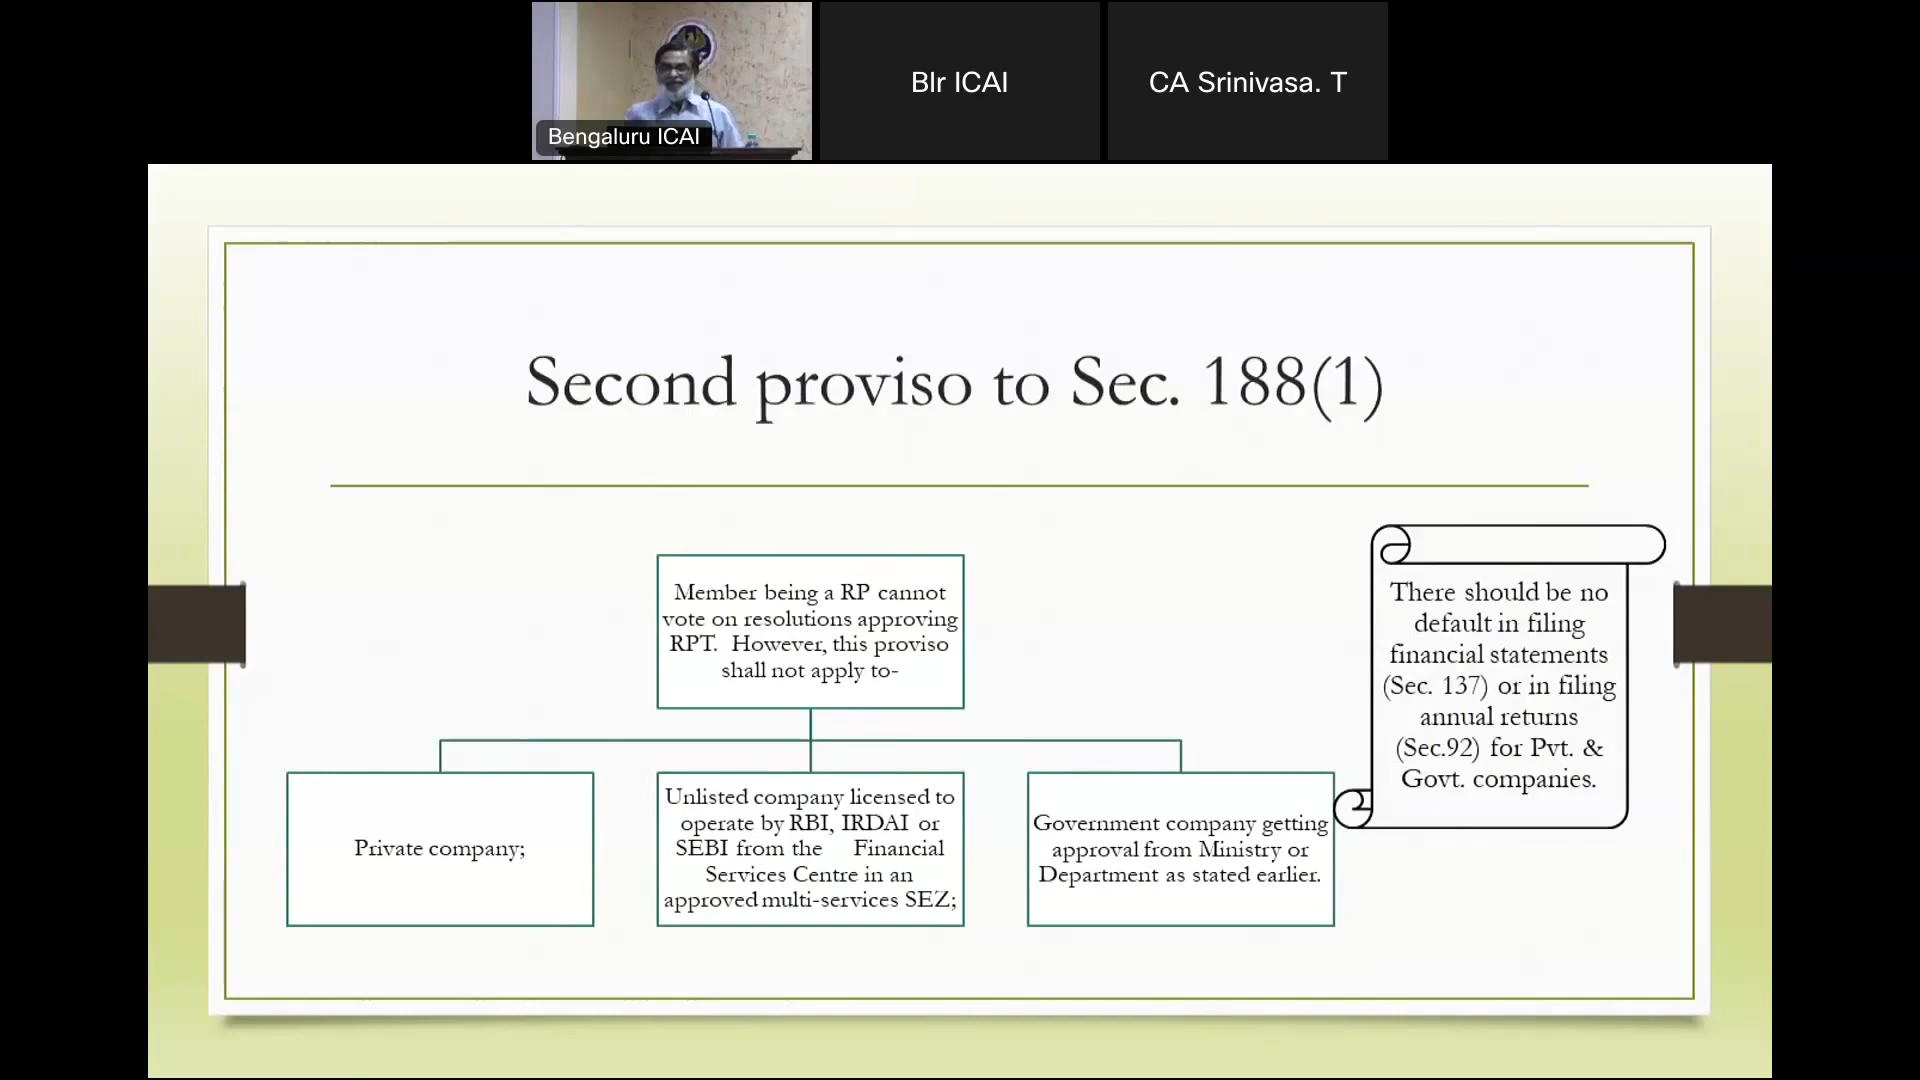 Bengaluru ICAI
Blr ICAI
CA Srinivasa. T
Second proviso to Sec. 188(1)
Member being a RP cannot
vote on resolutions approving
RPT. However, this proviso
shall not apply to-
There should be no
default in filing
financial statements
(Sec. 137) or in filing
annual returns
(Sec.92) for Pvt. &
Govt. companies.
Private company;
Unlisted company licensed to
operate by RBI, IRDAI or
SEBI from the Financial
Services Centre in an
approved multi-services SEZ;
Government company getting
approval from Ministry or
Department as stated earlier.